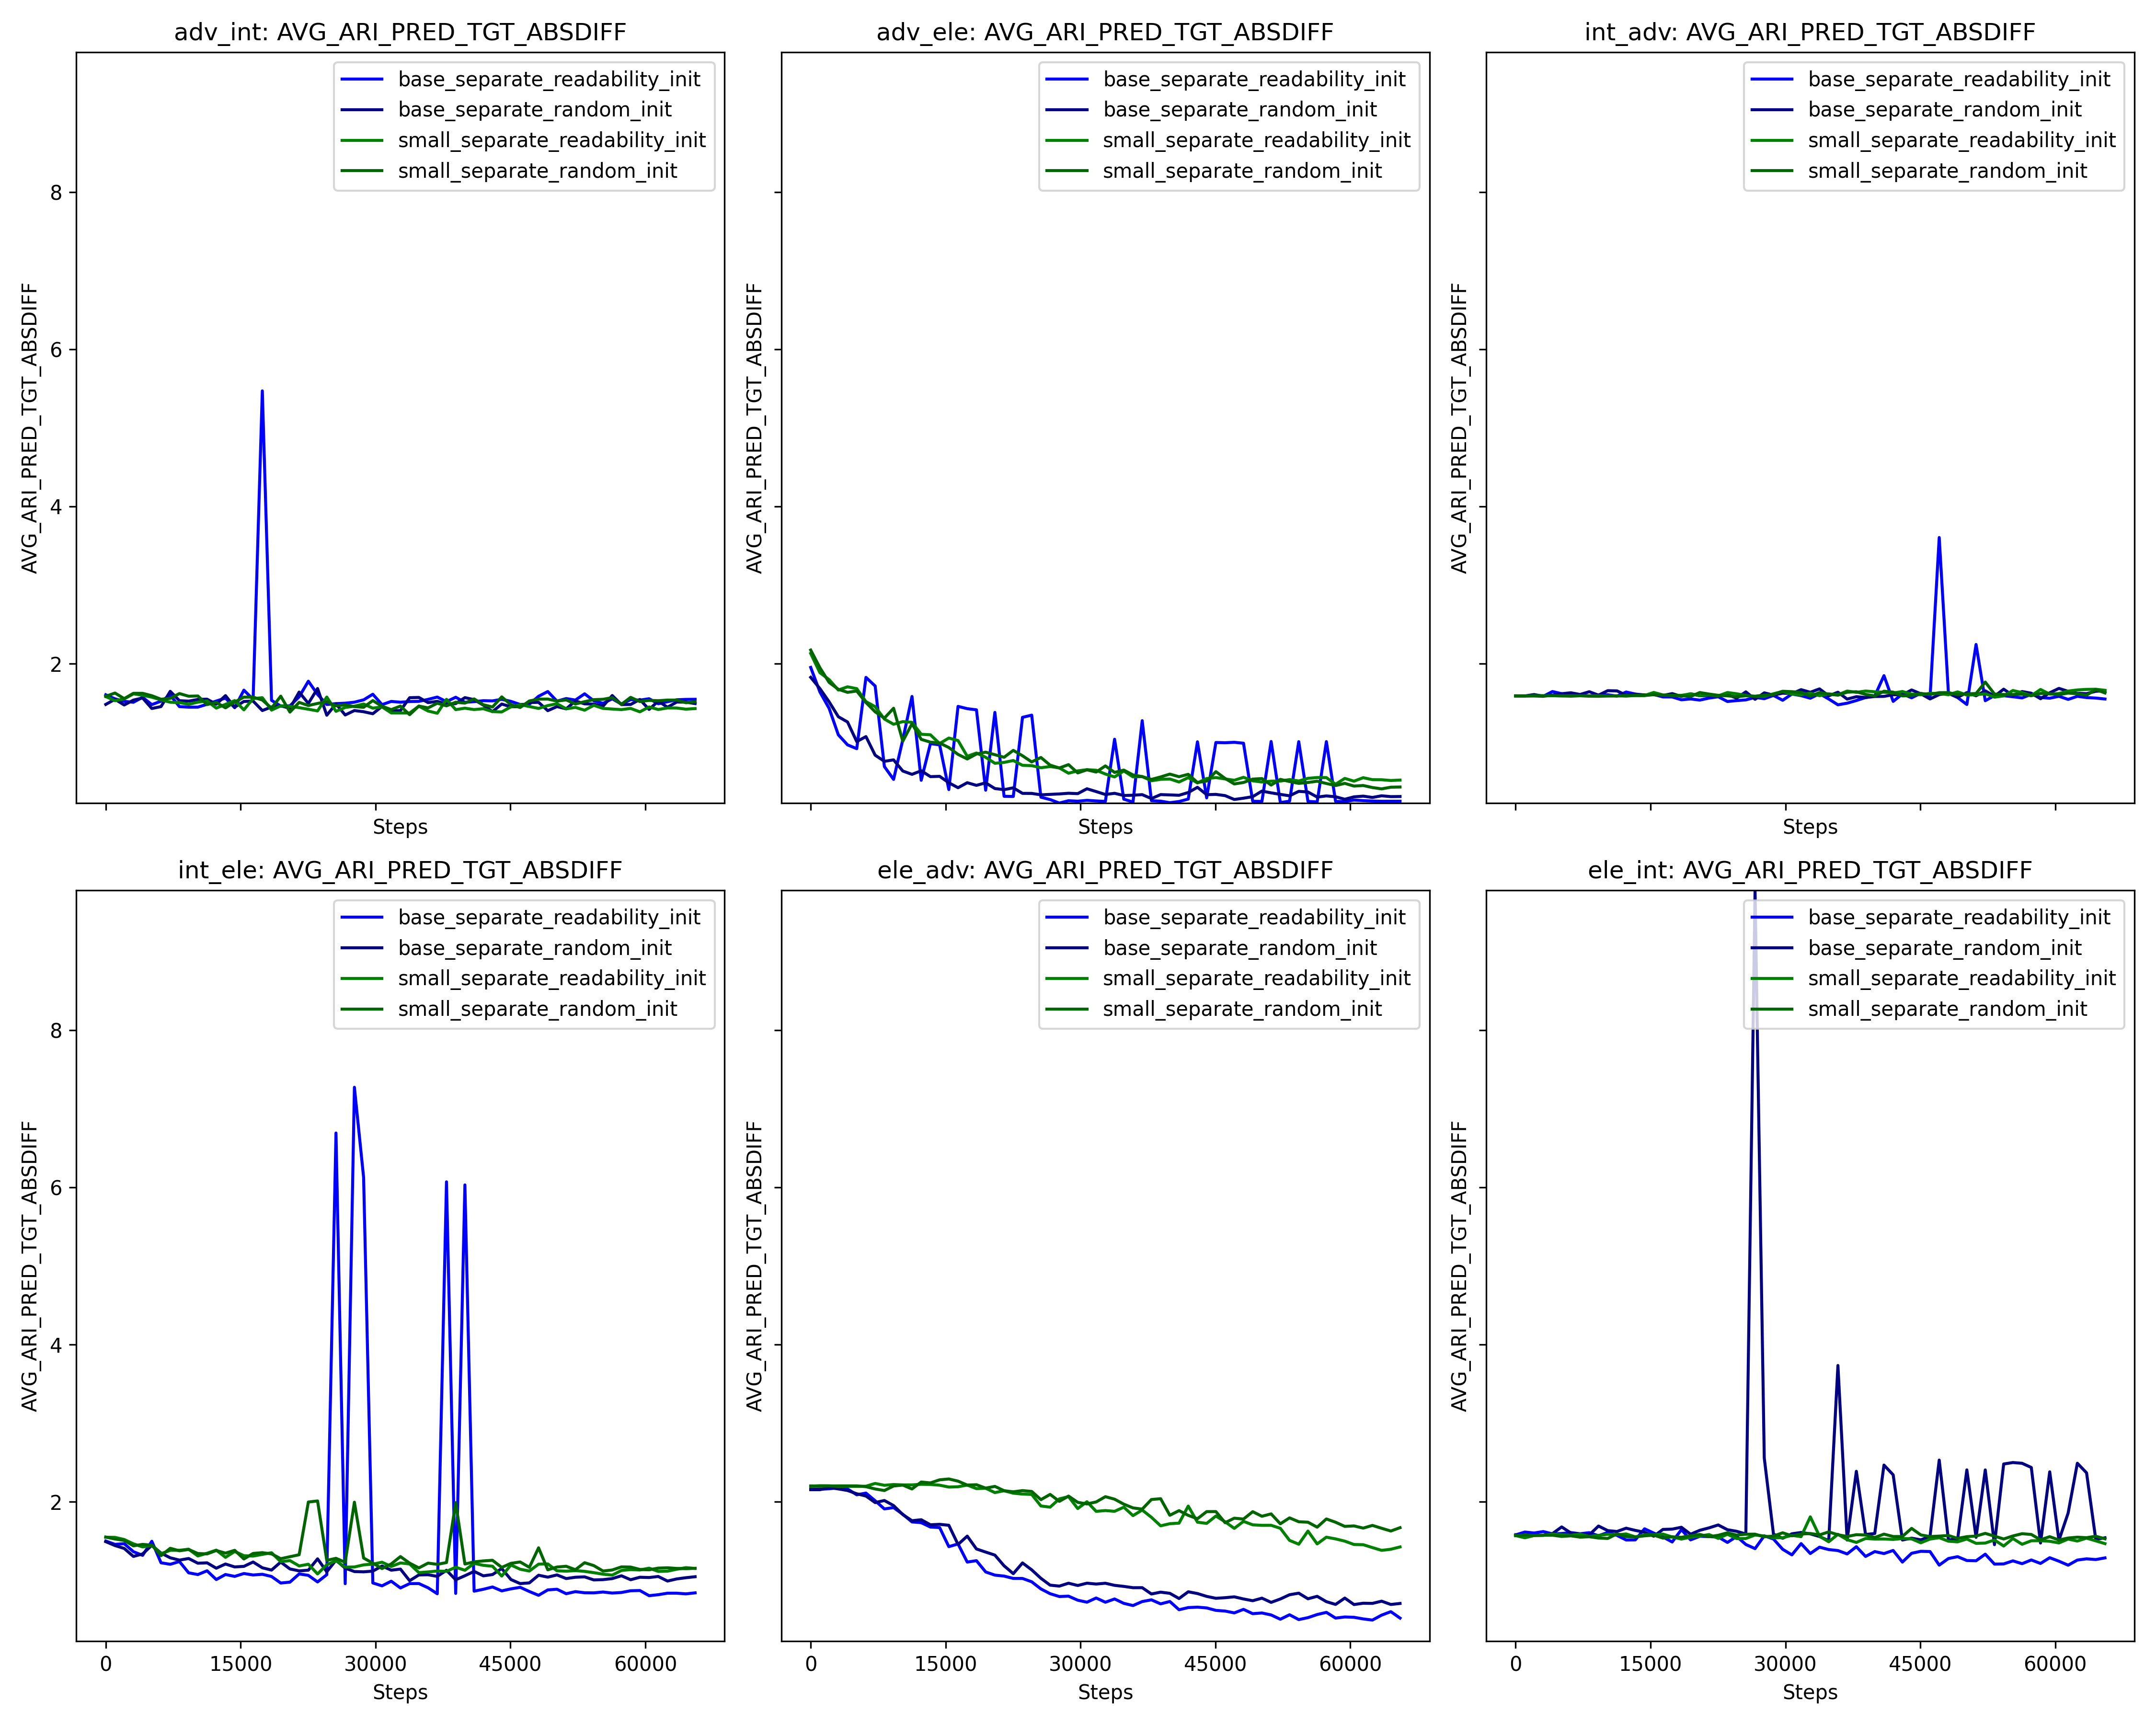 adv_int: AVG_ARI_PRED_TGT_ABSDIFF
AVG_ARI_PRED_TGT_ABSDIFF
8
6
4
2
base_separate_readability_init
base_separate_random_init
small_separate_readability_init
small_separate_random_init
Steps
adv_ele: AVG_ARI_PRED_TGT_ABSDIFF
AVG_ARI_PRED_TGT_ABSDIFF
base_separate_readability_init
base_separate_random_init
small_separate_readability_init
small_separate_random_init
Steps
int_adv: AVG_ARI_PRED_TGT_ABSDIFF
AVG_ARI_PRED_TGT_ABSDIFF
base_separate_readability_init
base_separate_random_init
small_separate_readability_init
small_separate_random_init
Steps
int_ele: AVG_ARI_PRED_TGT_ABSDIFF
AVG_ARI_PRED_TGT_ABSDIFF
8
6
4
2
base_separate_readability_init
base_separate_random_init
small_separate_readability_init
small_separate_random_init
0 15000 30000 45000 60000
Steps
ele_adv: AVG_ARI_PRED_TGT_ABSDIFF
AVG_ARI_PRED_TGT_ABSDIFF
base_separate_readability_init
base_separate_random_init
small_separate_readability_init
small_separate_random_init
0 15000 30000 45000 60000
Steps
ele_int: AVG_ARI_PRED_TGT_ABSDIFF
AVG_ARI_PRED_TGT_ABSDIFF
base_separate_readability_init
base_separate_random_init
small_separate_readability_init
small_separate_random_init
0 15000 30000 45000 60000
Steps